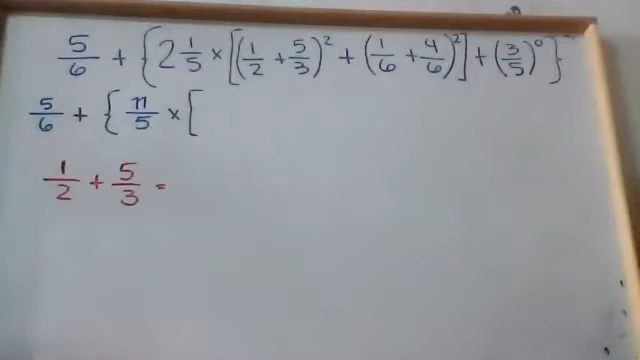 5/6 + {2 1/5 × [(1/2 + 5/3)² + (1/6 + 4/6)²] + (3/5)⁰}
5/6 + {11/5 × [
1/2 + 5/3 =